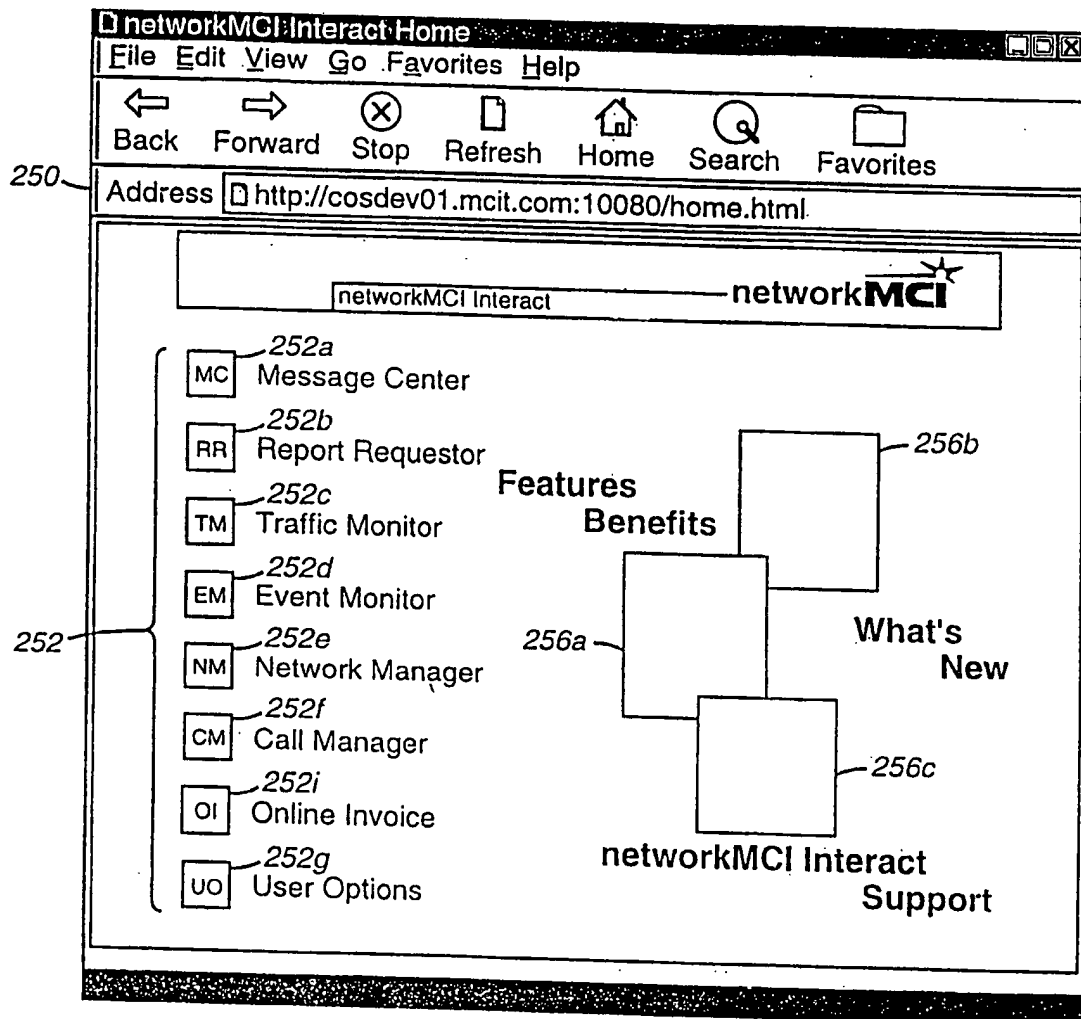 networkMCI Interact Home
File Edit View Go Favorites Help
Back Forward Stop Refresh Home Search Favorites
250
Address http://cosdev01.mcit.com:10080/home.html
networkMCI Interact
networkMCI
252a
MC Message Center
252b
RR Report Requestor
252c
TM Traffic Monitor
252d
EM Event Monitor
252
252e
NM Network Manager
252f
CM Call Manager
252i
OI Online Invoice
252g
UO User Options
256b
Features
Benefits
256a
What's
New
256c
networkMCI Interact
Support